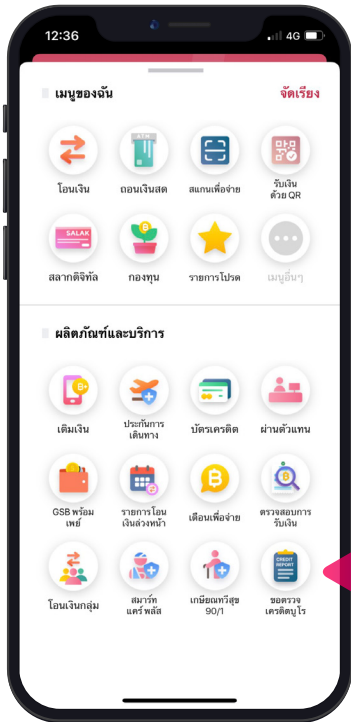 12:36
4G
เมนูของฉัน
จัดเรียง
ATM
โอนเงิน
ถอนเงินสด
สแกนเพื่อจ่าย
รับเงิน
ด้วย QR
SALAK
สลากดิจิทัล
กองทุน
รายการโปรด
เมนูอื่นๆ
ผลิตภัณฑ์และบริการ
เติมเงิน
ประกันการ
เดินทาง
บัตรเครดิต
ผ่านตัวแทน
GSB พร้อม
เพย์
รายการโอน
เงินล่วงหน้า
เตือนเพื่อจ่าย
ตรวจสอบการ
รับเงิน
CREDIT
REPORT
โอนเงินกลุ่ม
สมาร์ท
แคร์ พลัส
เกษียณทวีสุข
90/1
ขอตรวจ
เครดิตบูโร